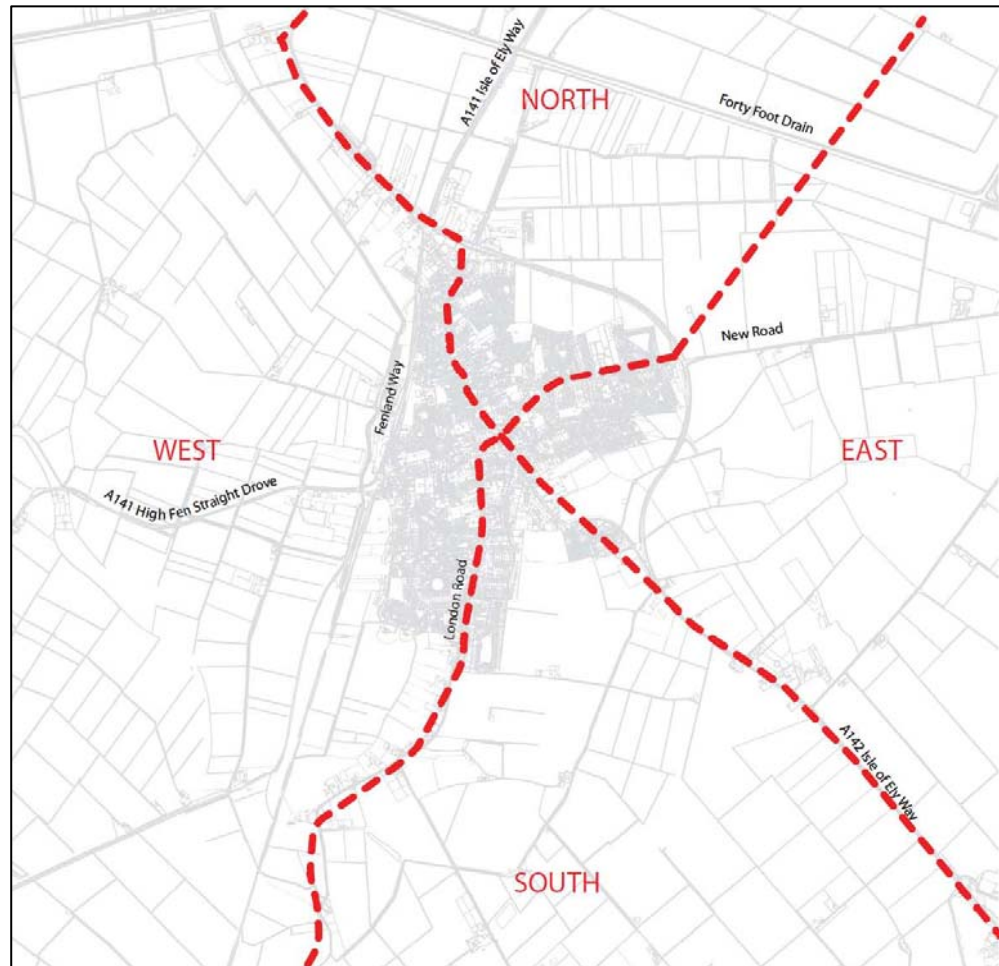 A141 Isle of Ely Way
NORTH
Forty Foot Drain
New Road
Fenland Way
WEST
EAST
A141 High Fen Straight Drove
London Road
A142 Isle of Ely Way
SOUTH